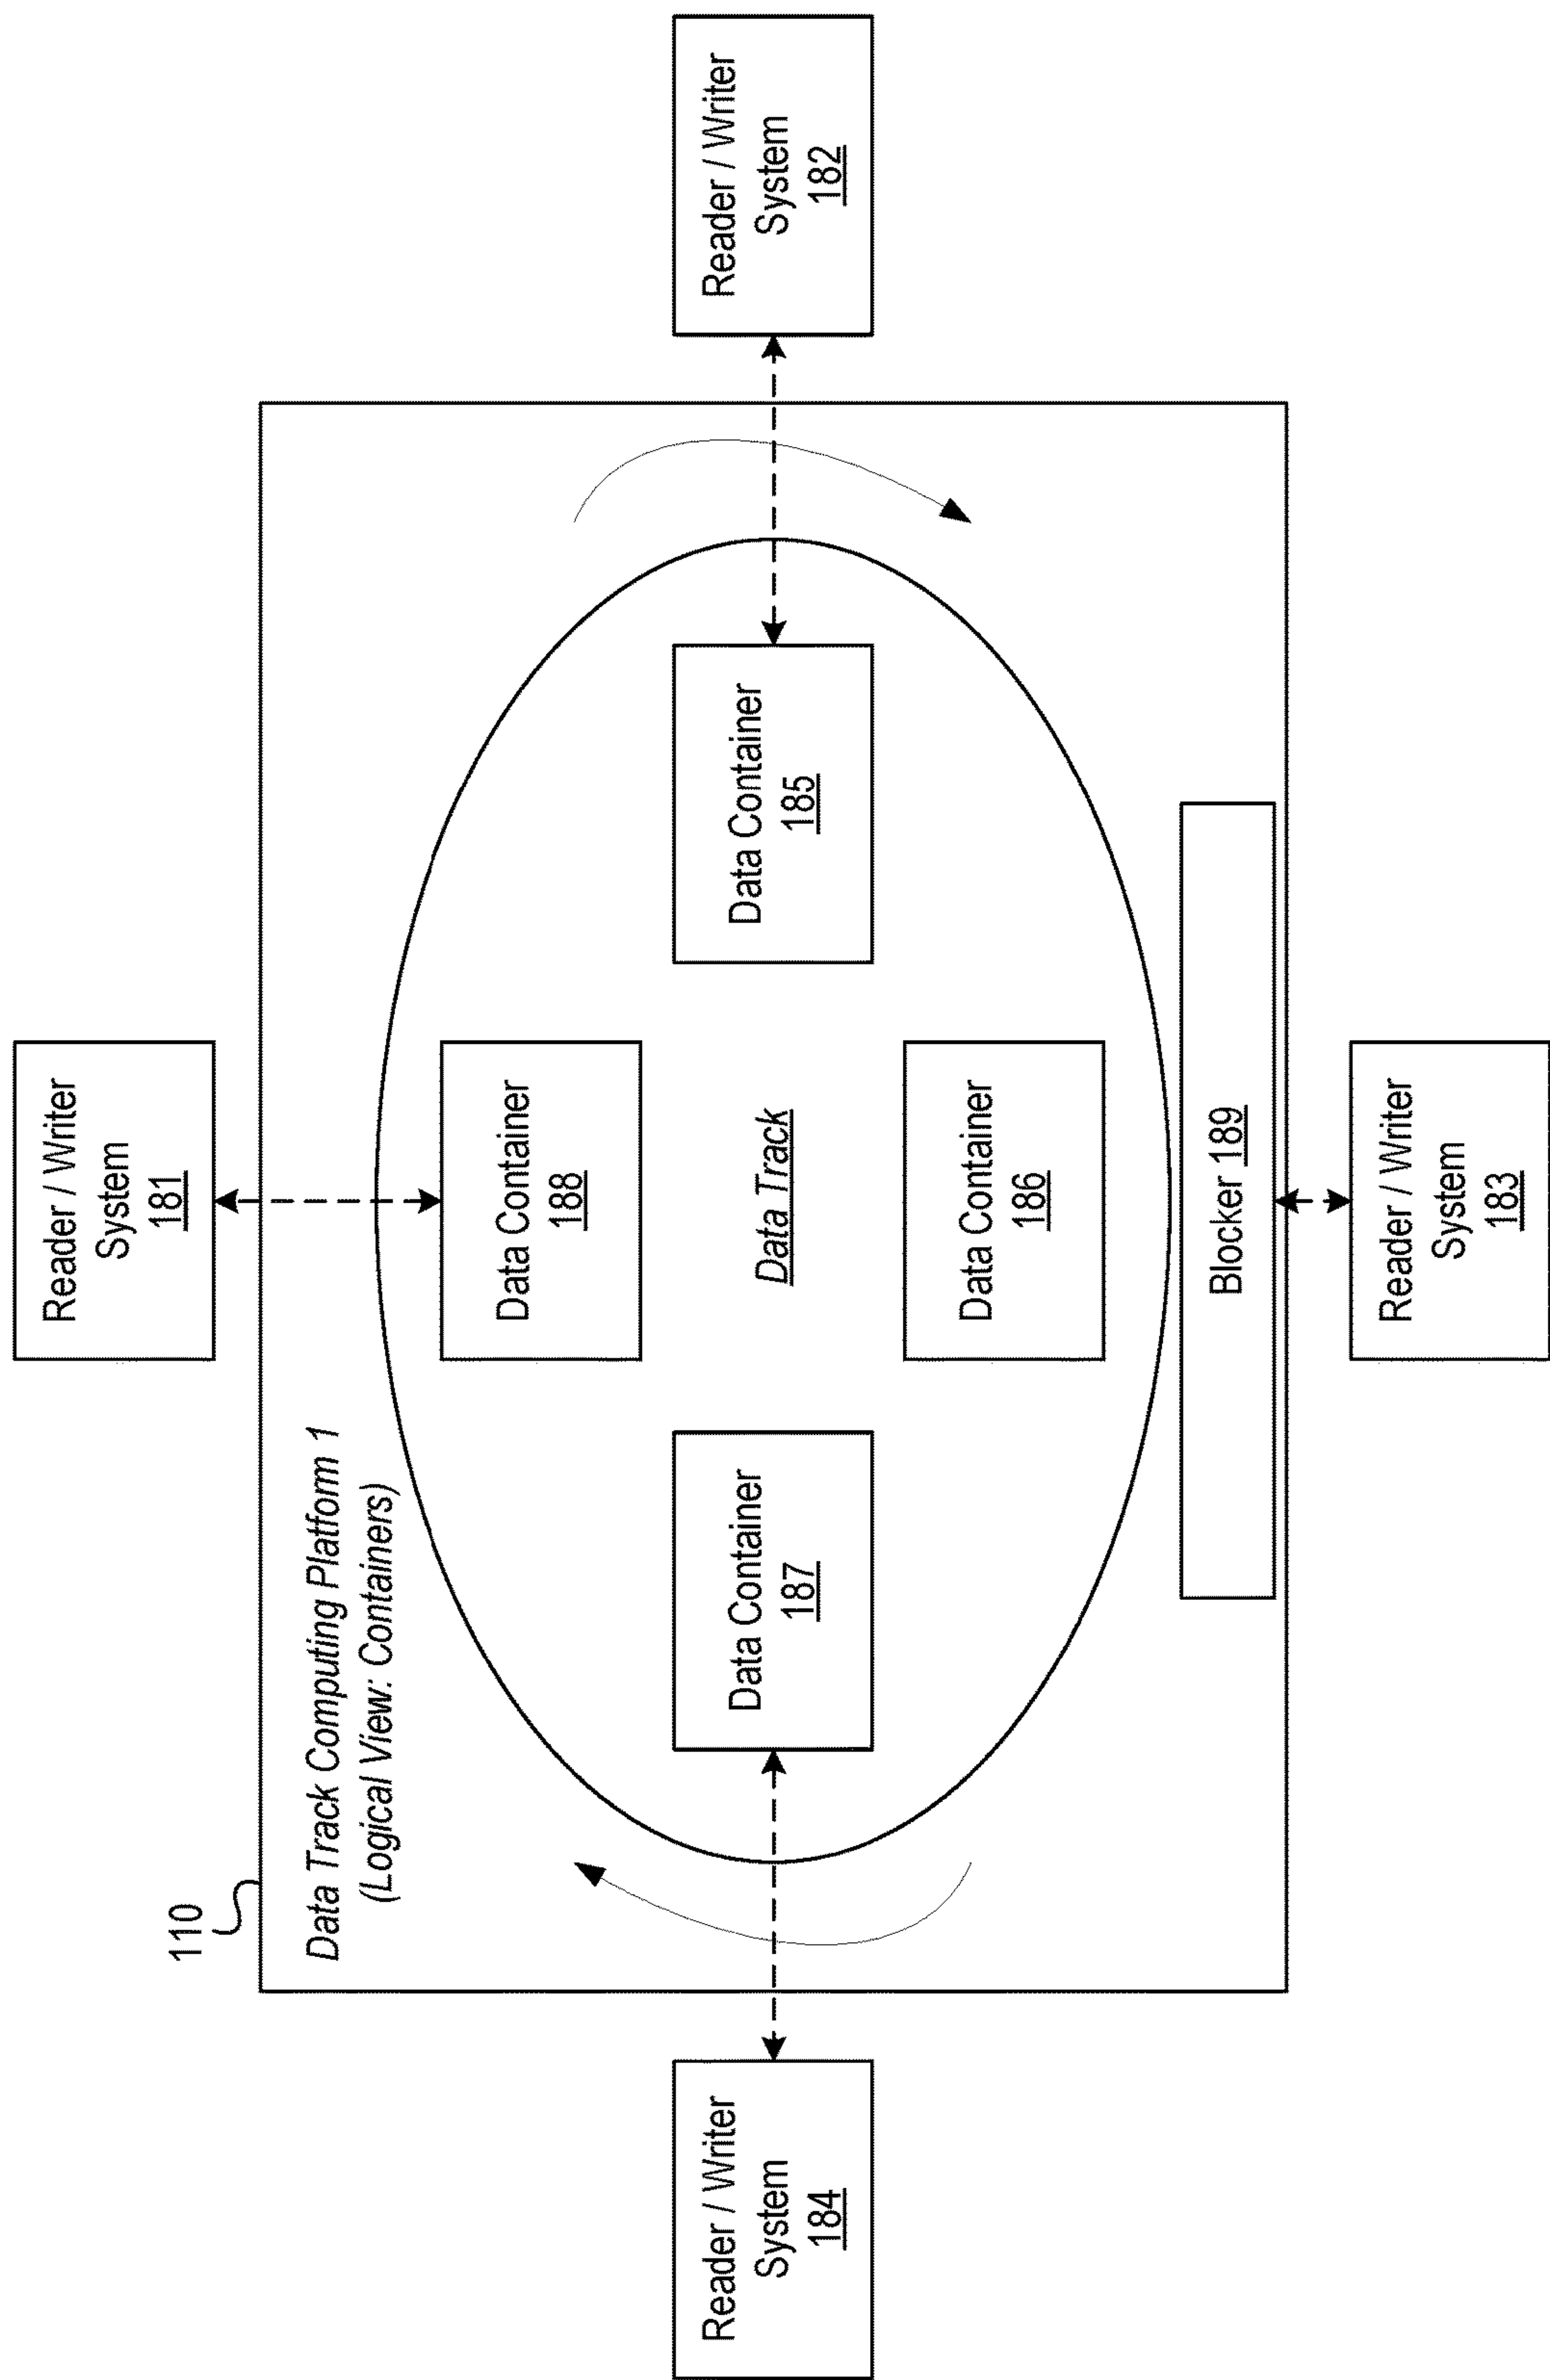 110
Data Track Computing Platform 1
(Logical View: Containers)
Reader / Writer
System
181
Data Container
188
Reader / Writer
System
184
Data Container
187
Data Track
Data Container
185
Reader / Writer
System
182
Data Container
186
Blocker 189
Reader / Writer
System
183